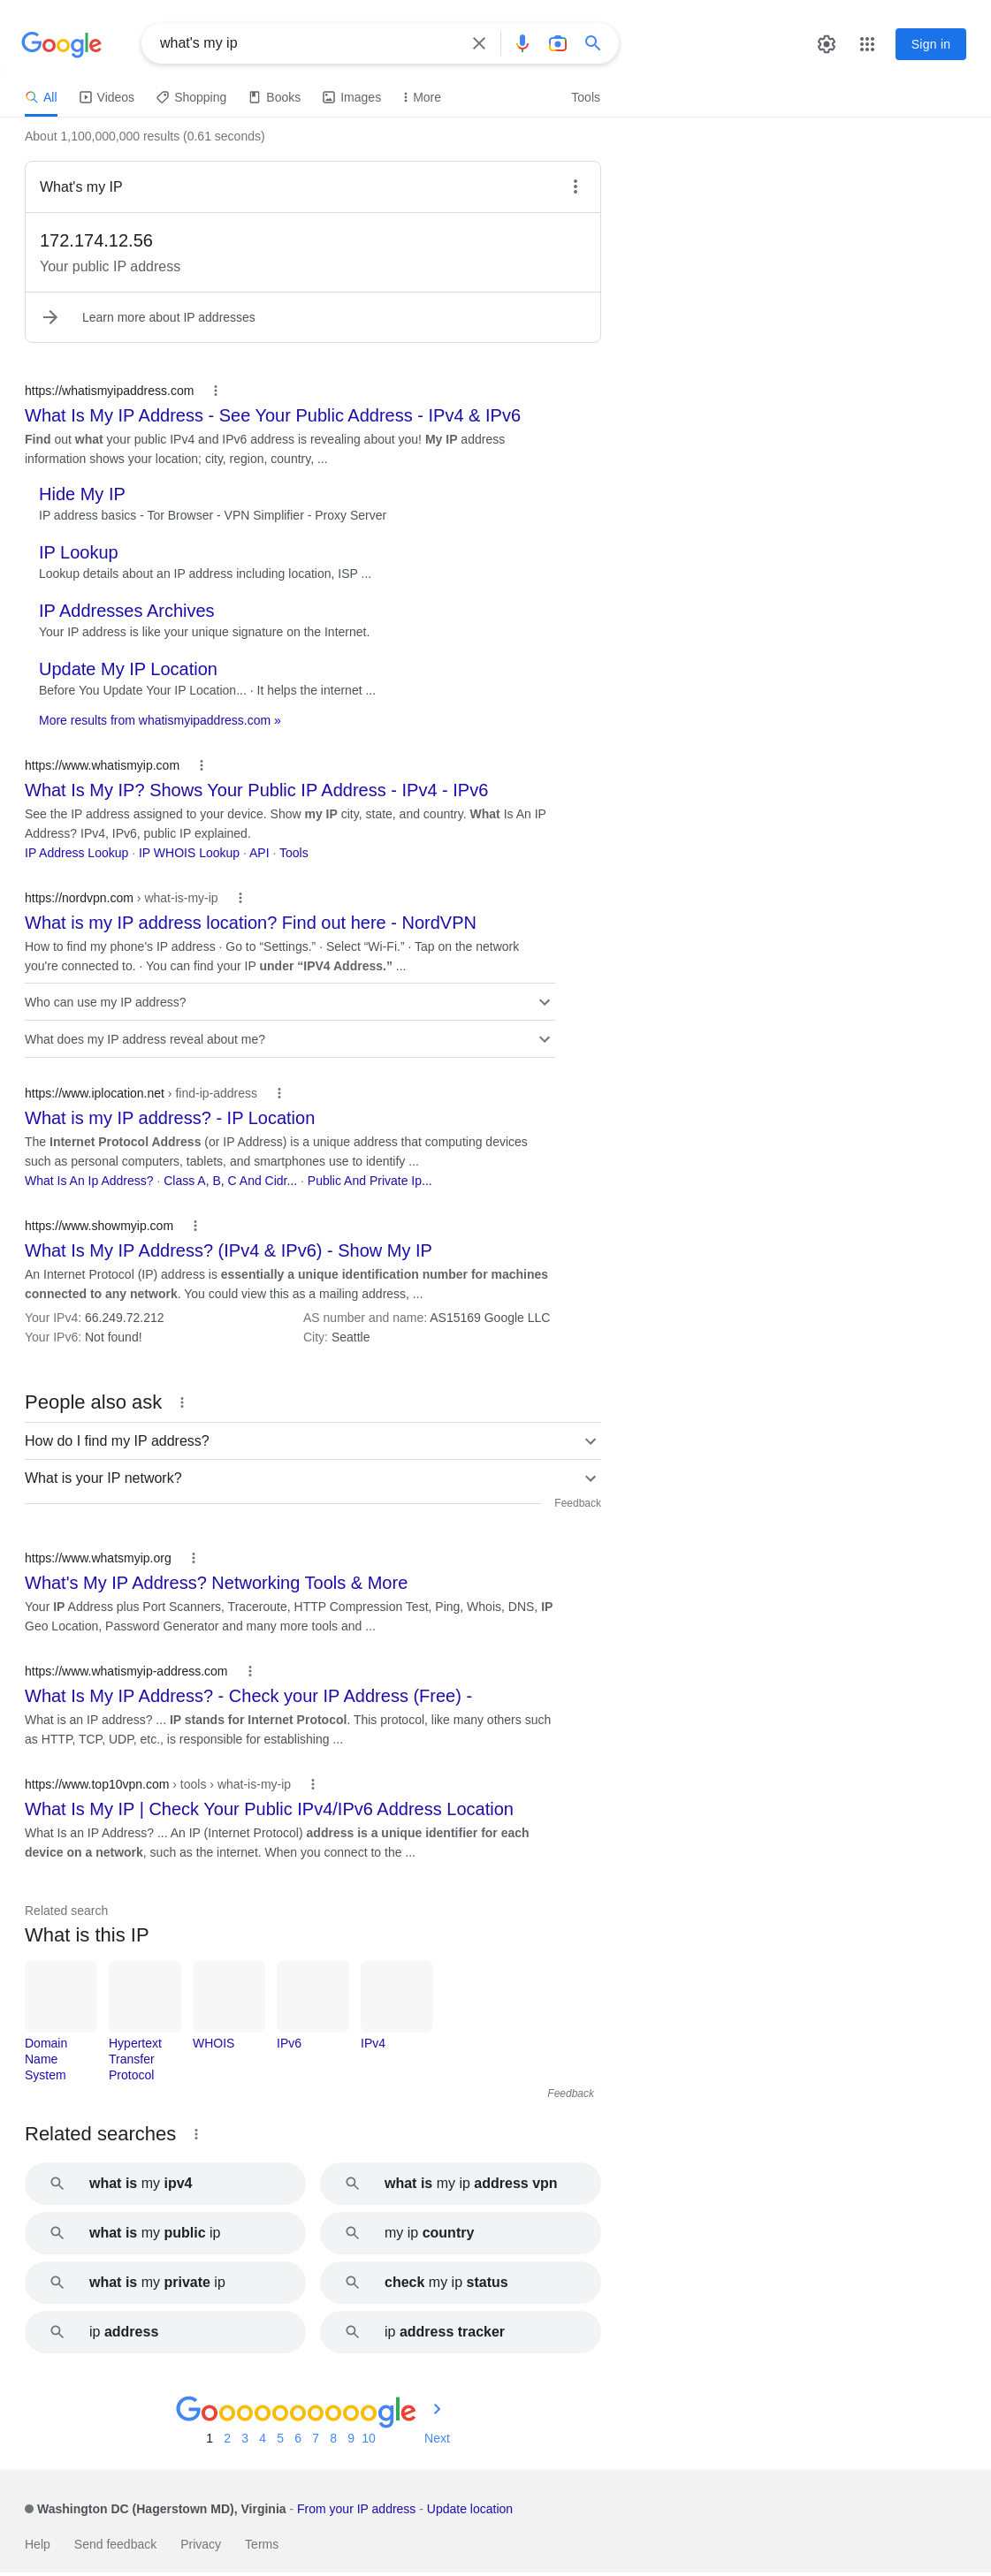 Google
what's my ip
Sign in
All
Videos
Shopping
Books
Images
More
Tools
About 1,100,000,000 results (0.61 seconds)
What's my IP
172.174.12.56
Your public IP address
Learn more about IP addresses
https://whatismyipaddress.com
What Is My IP Address - See Your Public Address - IPv4 & IPv6
Find out what your public IPv4 and IPv6 address is revealing about you! My IP address
information shows your location; city, region, country, ...
Hide My IP
IP address basics - Tor Browser - VPN Simplifier - Proxy Server
IP Lookup
Lookup details about an IP address including location, ISP ...
IP Addresses Archives
Your IP address is like your unique signature on the Internet.
Update My IP Location
Before You Update Your IP Location... · It helps the internet ...
More results from whatismyipaddress.com »
https://www.whatismyip.com
What Is My IP? Shows Your Public IP Address - IPv4 - IPv6
See the IP address assigned to your device. Show my IP city, state, and country. What Is An IP
Address? IPv4, IPv6, public IP explained.
IP Address Lookup · IP WHOIS Lookup · API · Tools
https://nordvpn.com › what-is-my-ip
What is my IP address location? Find out here - NordVPN
How to find my phone's IP address · Go to “Settings.” · Select “Wi-Fi.” · Tap on the network
you're connected to. · You can find your IP under “IPV4 Address.” ...
Who can use my IP address?
What does my IP address reveal about me?
https://www.iplocation.net › find-ip-address
What is my IP address? - IP Location
The Internet Protocol Address (or IP Address) is a unique address that computing devices
such as personal computers, tablets, and smartphones use to identify ...
What Is An Ip Address? · Class A, B, C And Cidr... · Public And Private Ip...
https://www.showmyip.com
What Is My IP Address? (IPv4 & IPv6) - Show My IP
An Internet Protocol (IP) address is essentially a unique identification number for machines
connected to any network. You could view this as a mailing address, ...
Your IPv4: 66.249.72.212
AS number and name: AS15169 Google LLC
Your IPv6: Not found!
City: Seattle
People also ask
How do I find my IP address?
What is your IP network?
Feedback
https://www.whatsmyip.org
What's My IP Address? Networking Tools & More
Your IP Address plus Port Scanners, Traceroute, HTTP Compression Test, Ping, Whois, DNS, IP
Geo Location, Password Generator and many more tools and ...
https://www.whatismyip-address.com
What Is My IP Address? - Check your IP Address (Free) -
What is an IP address? ... IP stands for Internet Protocol. This protocol, like many others such
as HTTP, TCP, UDP, etc., is responsible for establishing ...
https://www.top10vpn.com › tools › what-is-my-ip
What Is My IP | Check Your Public IPv4/IPv6 Address Location
What Is an IP Address? ... An IP (Internet Protocol) address is a unique identifier for each
device on a network, such as the internet. When you connect to the ...
Related search
What is this IP
Domain
Name
System
Hypertext
Transfer
Protocol
WHOIS
IPv6
IPv4
Feedback
Related searches
what is my ipv4
what is my ip address vpn
what is my public ip
my ip country
what is my private ip
check my ip status
ip address
ip address tracker
Goooooooooogle
1 2 3 4 5 6 7 8 9 10 Next
Washington DC (Hagerstown MD), Virginia - From your IP address - Update location
Help
Send feedback
Privacy
Terms